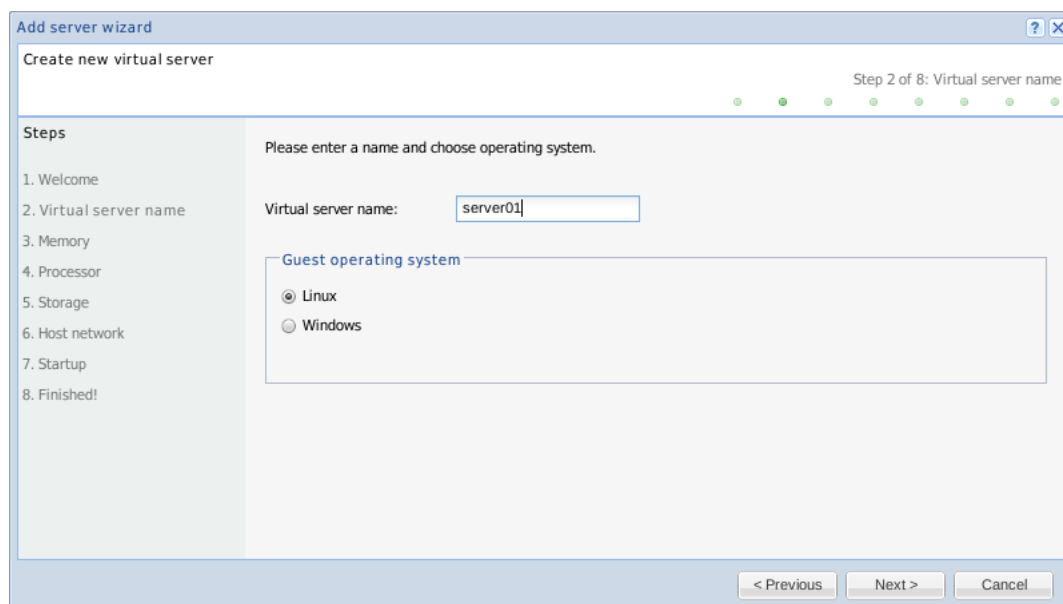 Add server wizard
?
Create new virtual server
Step 2 of 8: Virtual server name
Steps
1. Welcome
2. Virtual server name
3. Memory
4. Processor
5. Storage
6. Host network
7. Startup
8. Finished!
Please enter a name and choose operating system.
Virtual server name: server01
Guest operating system
Linux
Windows
< Previous Next > Cancel